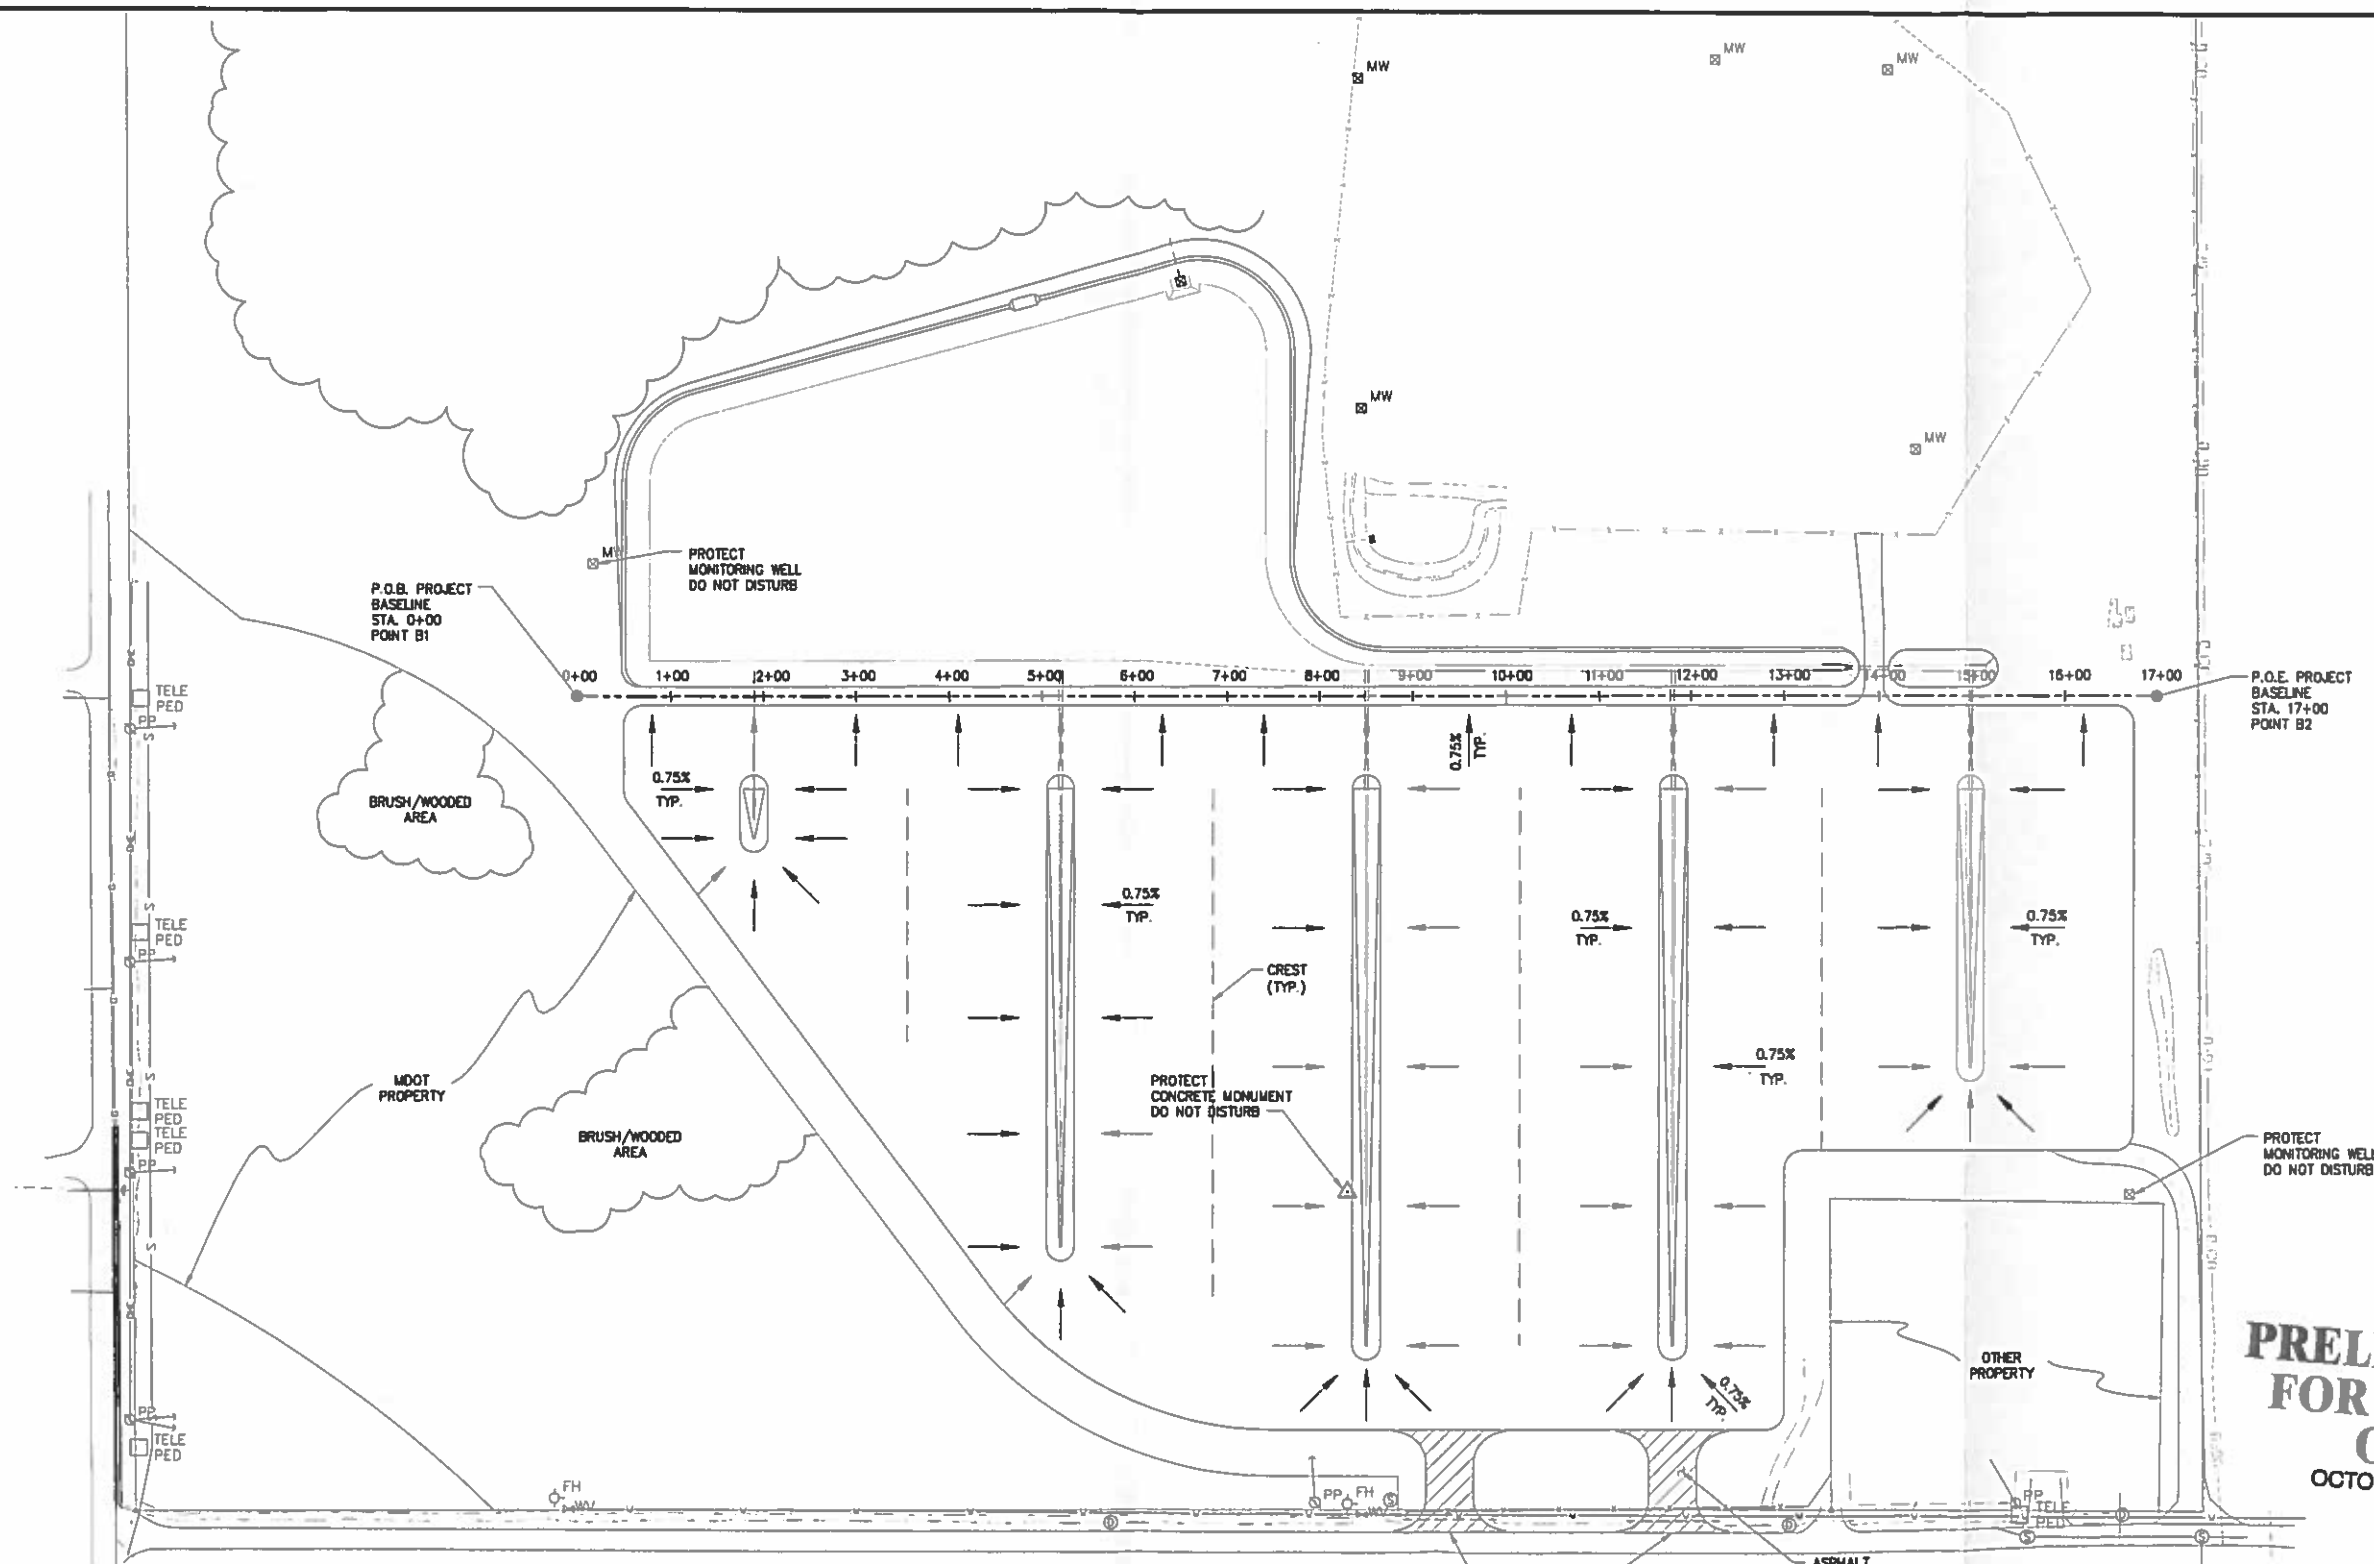 MW
MW
MW
MW
MW
MW
PROTECT
MONITORING WELL
DO NOT DISTURB
P.O.B. PROJECT
BASELINE
STA. 0+00
POINT B1
0+00 1+00 2+00 3+00 4+00 5+00 6+00 7+00 8+00 9+00 10+00 11+00 12+00 13+00 14+00 15+00 16+00 17+00
P.O.E. PROJECT
BASELINE
STA. 17+00
POINT B2
TELE
PED
PP
S
0.75%
TYP.
0.75%
TYP.
BRUSH/WOODED
AREA
0.75%
TYP.
0.75%
TYP.
0.75%
TYP.
TELE
PED
PP
S
CREST
(TYP.)
0.75%
TYP.
MDOT
PROPERTY
PROTECT
CONCRETE MONUMENT
DO NOT DISTURB
S
TELE
PED
TELE
PED
PP
BRUSH/WOODED
AREA
PROTECT
MONITORING WELL
DO NOT DISTURB
S
OTHER
PROPERTY
0.75%
TYP.
PP
TELE
PED
FH
WV
PP FH
WV
S
PP
TELE
PED
D
D
D
S
S
FOR
OCTO
ASPHALT